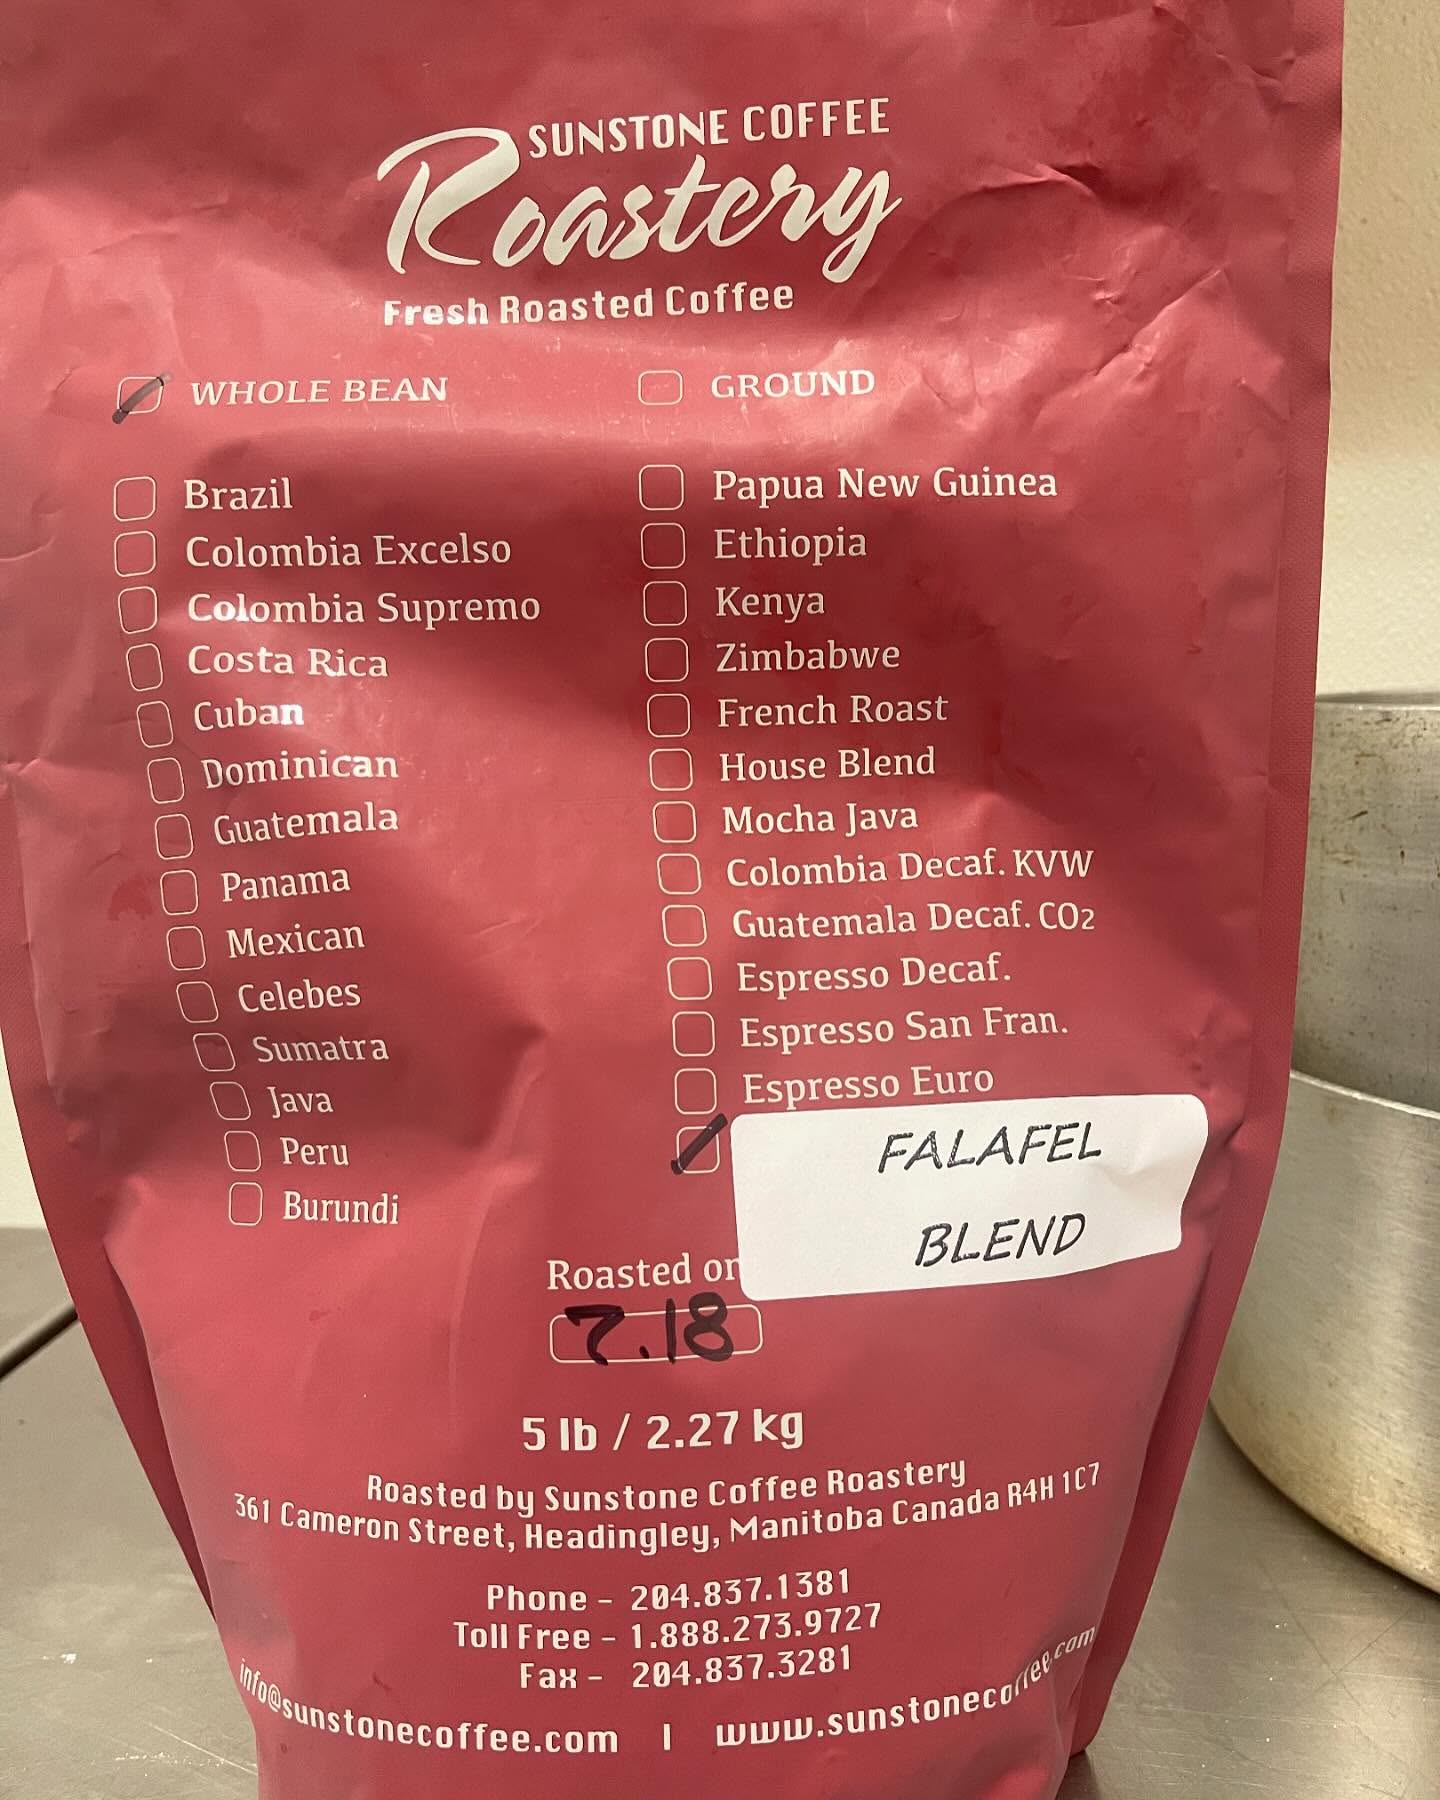 SUNSTONE COFFEE
Roastery
Fresh Roasted Coffee
WHOLE BEAN
GROUND
Brazil
Colombia Excelso
Colombia Supremo
Costa Rica
Cuban
Dominican
Guatemala
Panama
Mexican
Celebes
Sumatra
Java
Peru
Burundi
Papua New Guinea
Ethiopia
Kenya
Zimbabwe
French Roast
House Blend
Mocha Java
Colombia Decaf. KVW
Guatemala Decaf. CO2
Espresso Decaf.
Espresso San Fran.
Espresso Euro
FALAFEL
BLEND
Roasted on
7.18
5 lb / 2.27 kg
Roasted by Sunstone Coffee Roastery
361 Cameron Street, Headingley, Manitoba Canada R4H 1C7
Phone - 204.837.1381
Toll Free - 1.888.273.9727
Fax - 204.837.3281
info@sunstonecoffee.com | www.sunstonecoffee.com